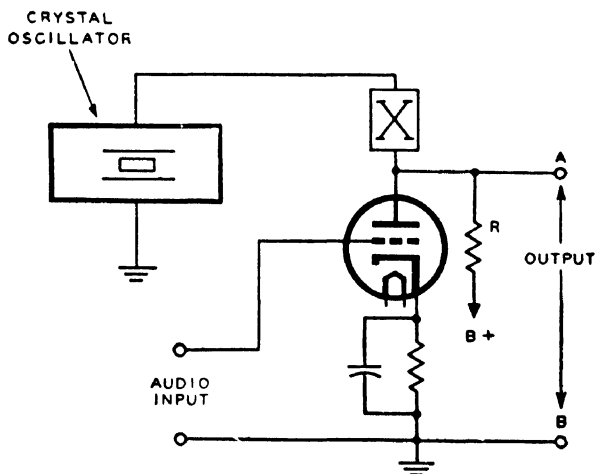 CRYSTAL
OSCILLATOR
X
A
R
OUTPUT
B+
AUDIO
INPUT
B